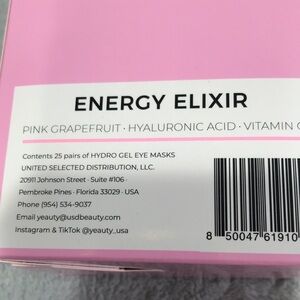 ENERGY ELIXIR
PINK GRAPEFRUIT · HYALURONIC ACID · VITAMIN
Contents 25 pairs of HYDRO GEL EYE MASKS
UNITED SELECTED DISTRIBUTION, LLC.
20911 Johnson Street · Suite #106 ·
Pembroke Pines · Florida 33029 · USA
Phone (954) 534-9037
Email yeauty@usdbeauty.com
Instagram & TikTok @yeauty_usa
8 50047 61910